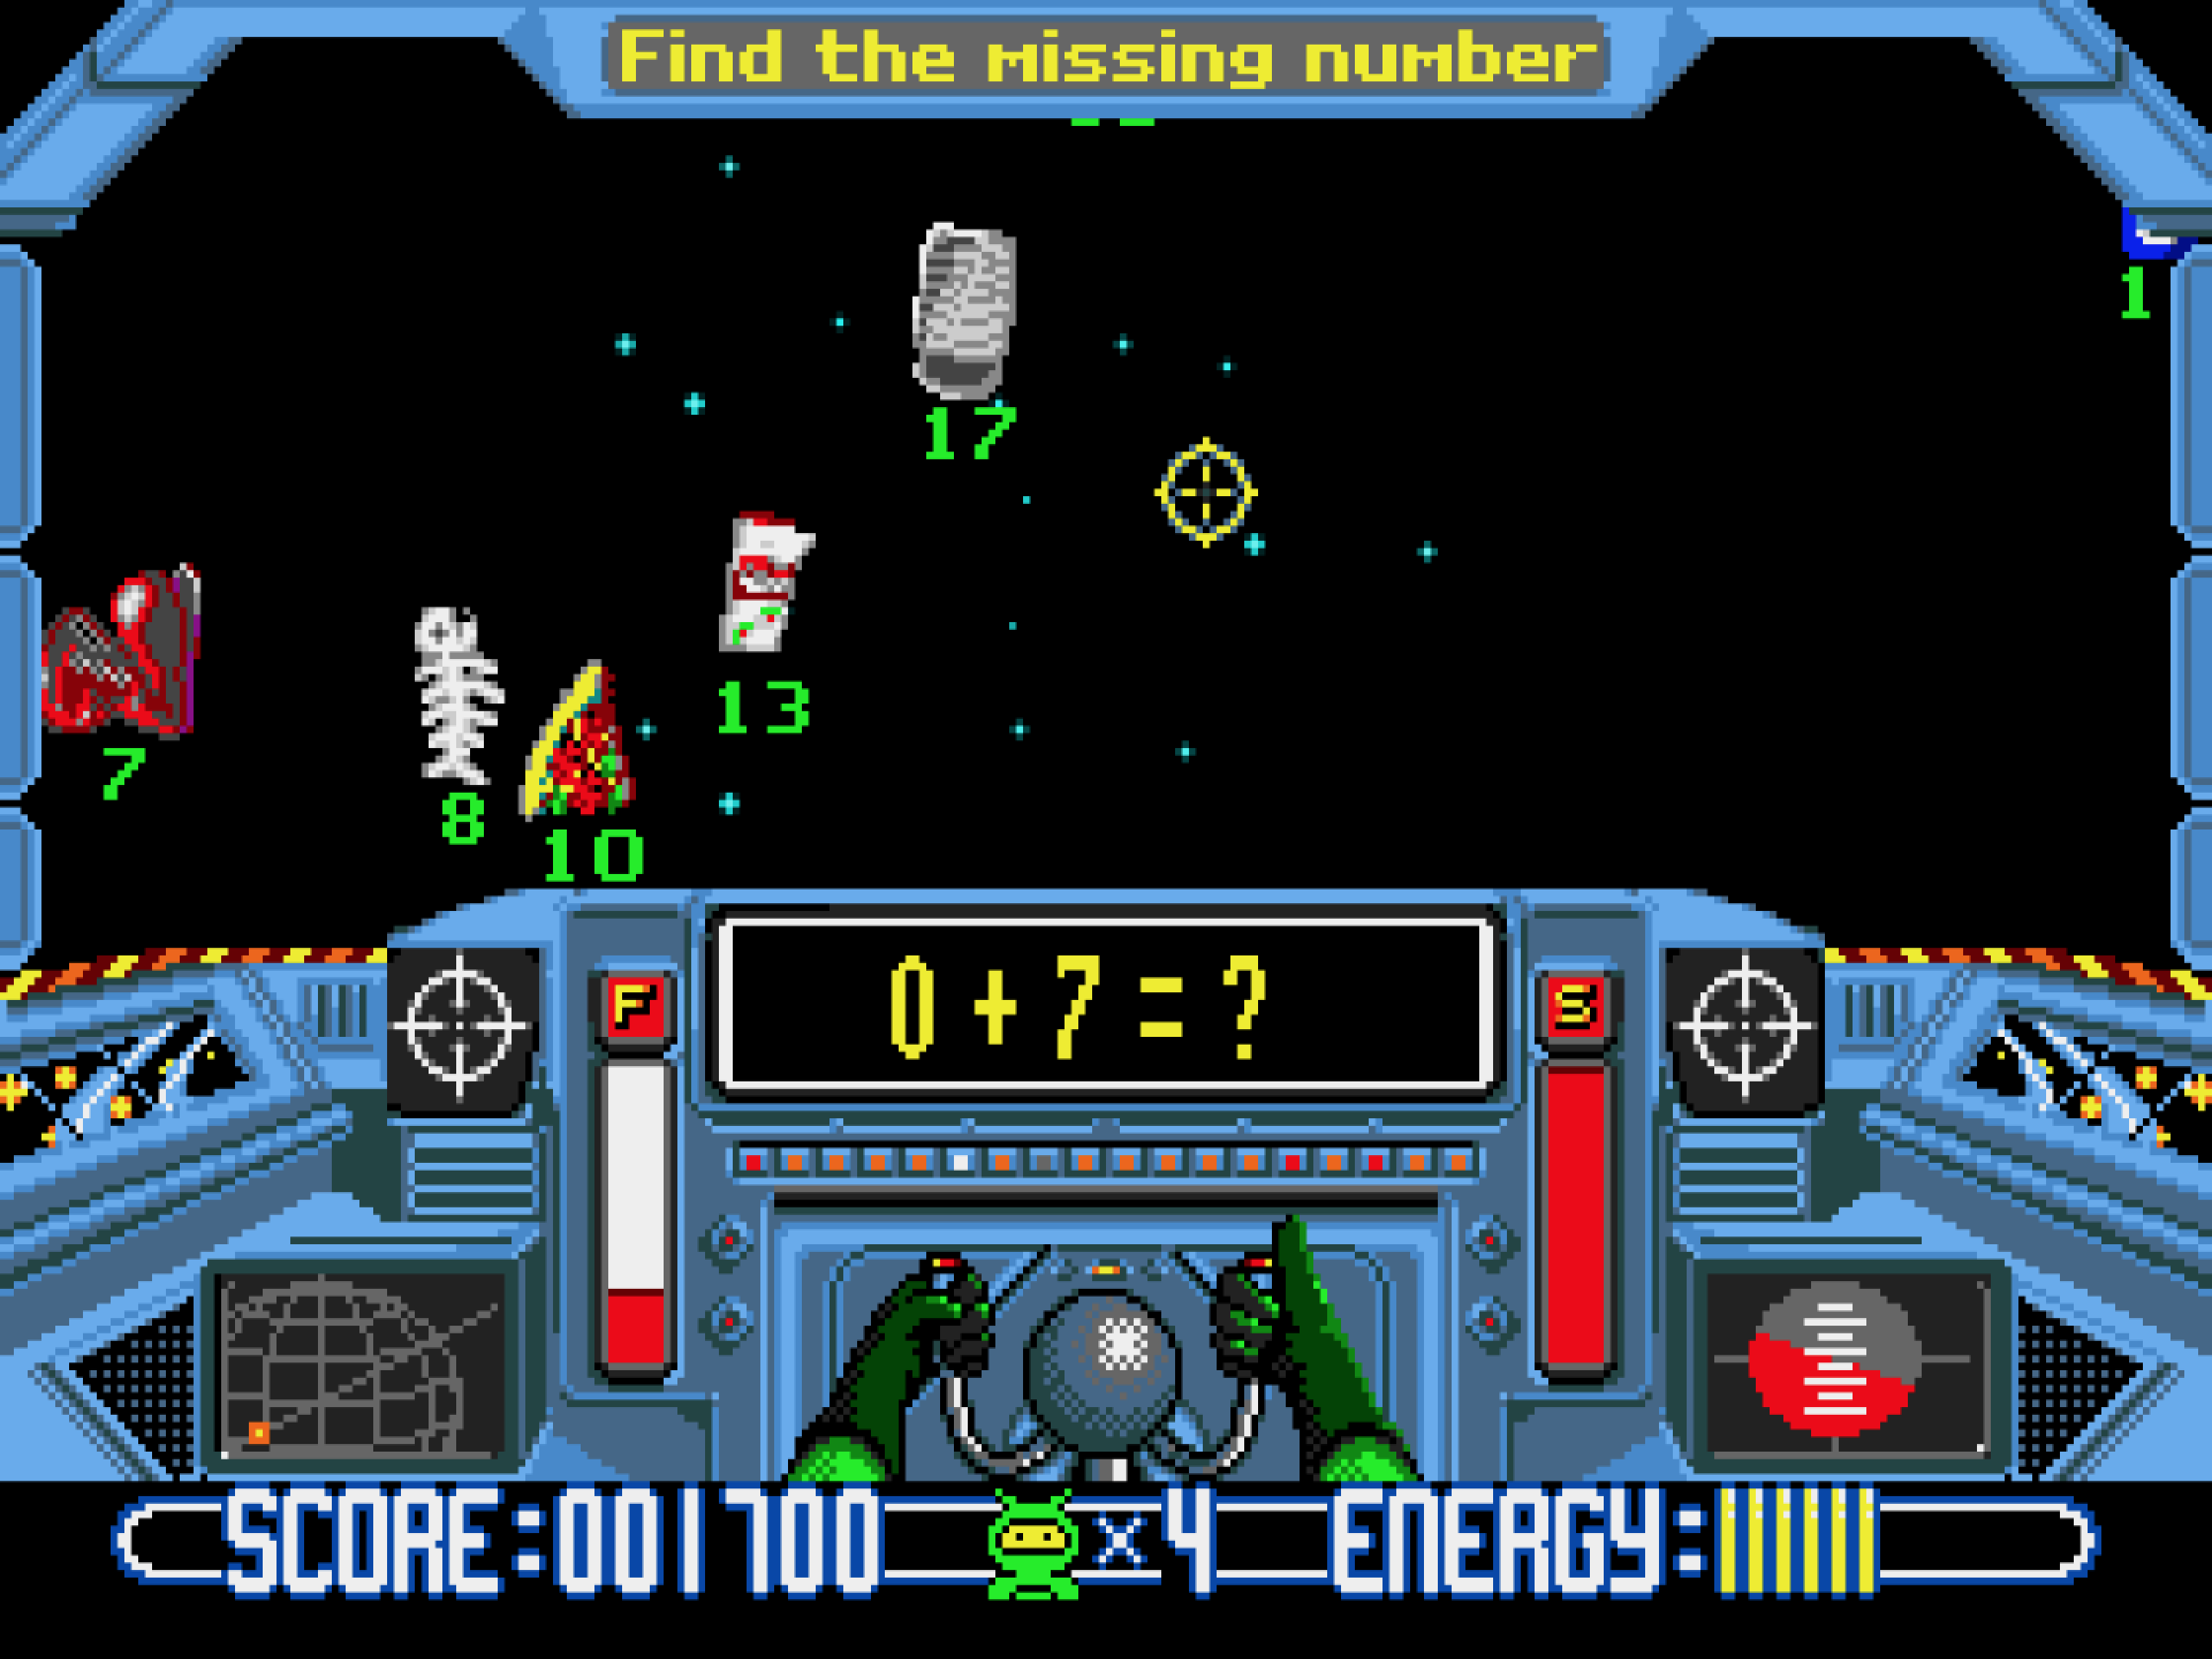 Find the missing number
1
17
13
7
8
10
0+7=?
F
S
SCORE:001700 x4 ENERGY: